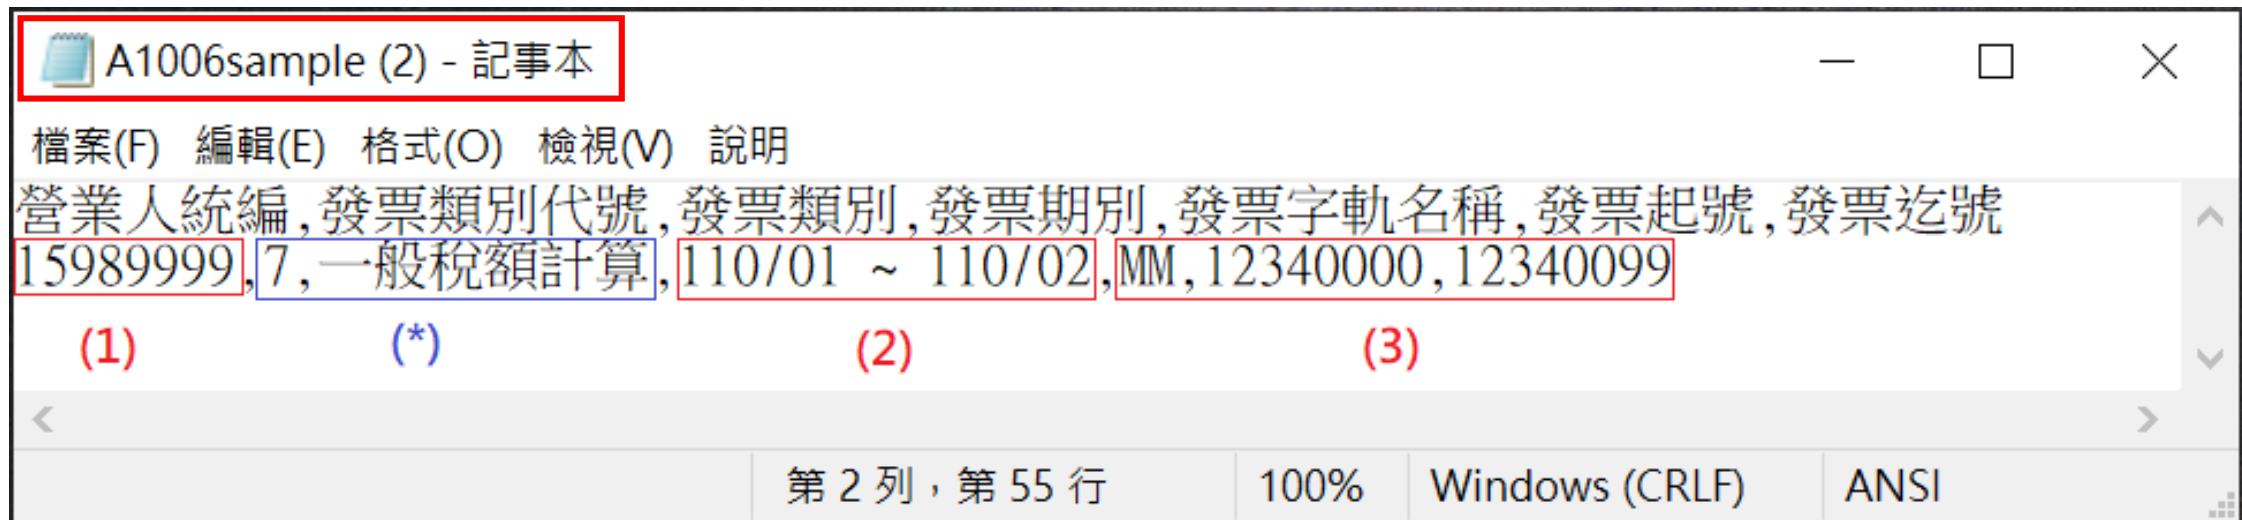 A1006sample (2) - 記事本
檔案(F) 編輯(E) 格式(O) 檢視(V) 說明
營業人統編,發票類別代號,發票類別,發票期別,發票字軌名稱,發票起號,發票迄號
15989999,7,一般稅額計算,110/01 ~ 110/02,MM,12340000,12340099
(1) (*) (2) (3)
第 2 列，第 55 行 100% Windows (CRLF) ANSI